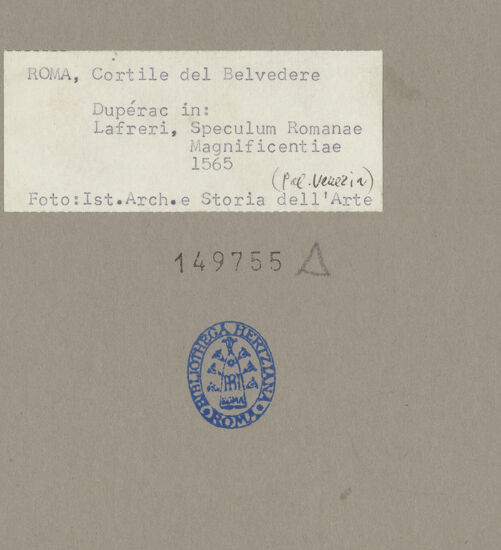 ROMA, Cortile del Belvedere
Dupérac in:
Lafreri, Speculum Romanae
Magnificentiae
1565
(Pal. Venezia)
Foto:Ist.Arch.e Storia dell'Arte
149755 △
BIBLIOTHECA HERTZIANA
ROMA